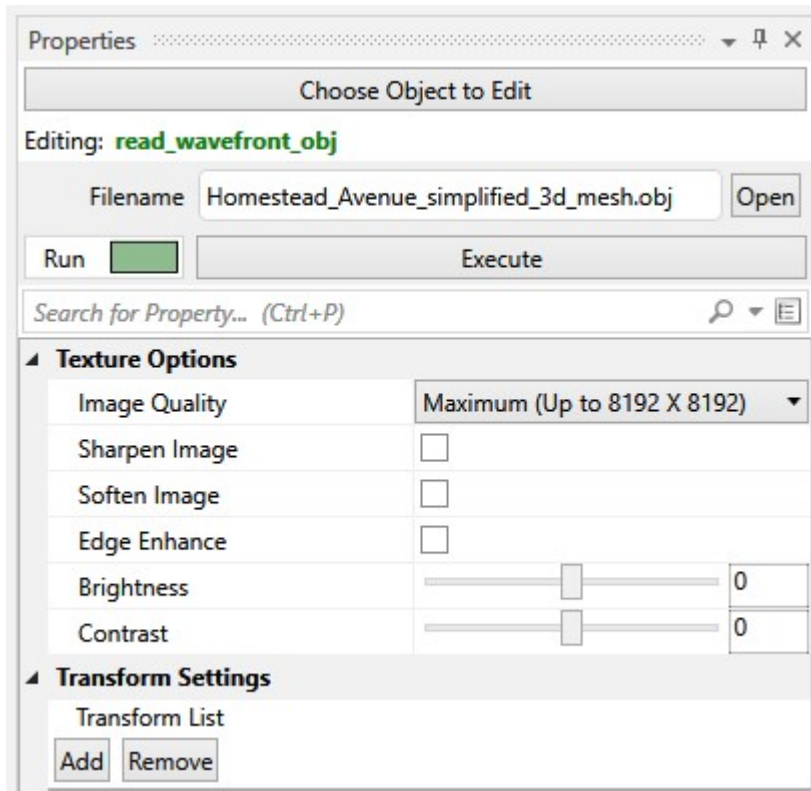 Properties
Choose Object to Edit
Editing: read_wavefront_obj
Filename Homestead_Avenue_simplified_3d_mesh.obj Open
Run Execute
Search for Property... (Ctrl+P)
Texture Options
Image Quality Maximum (Up to 8192 X 8192)
Sharpen Image
Soften Image
Edge Enhance
Brightness 0
Contrast 0
Transform Settings
Transform List
Add Remove